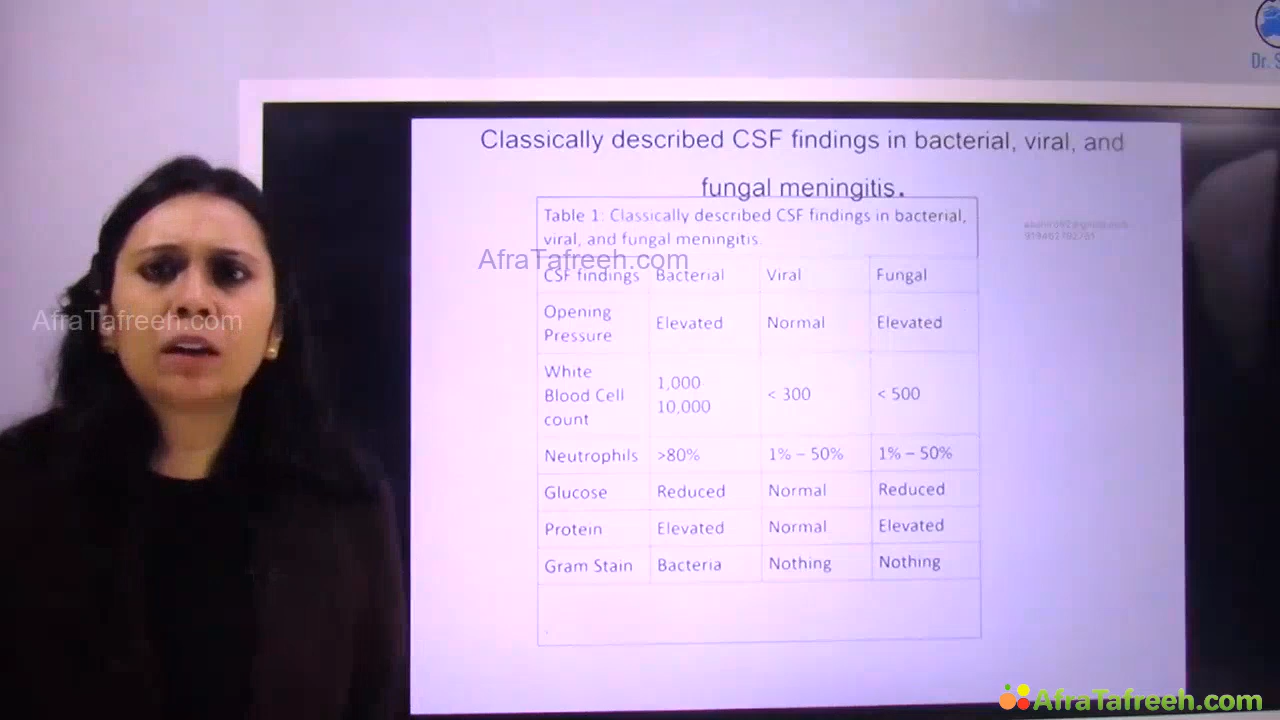 Dr. S
Classically described CSF findings in bacterial, viral, and
fungal meningitis.
Table 1: Classically described CSF findings in bacterial,
viral, and fungal meningitis.
AfraTafreeh.com
CSF findings Bacterial Viral Fungal
Opening
Pressure Elevated Normal Elevated
AfraTafreeh.com
White
Blood Cell
count 1,000
10,000 < 300 < 500
Neutrophils >80% 1% – 50% 1% – 50%
Glucose Reduced Normal Reduced
Protein Elevated Normal Elevated
Gram Stain Bacteria Nothing Nothing
AfraTafreeh.com